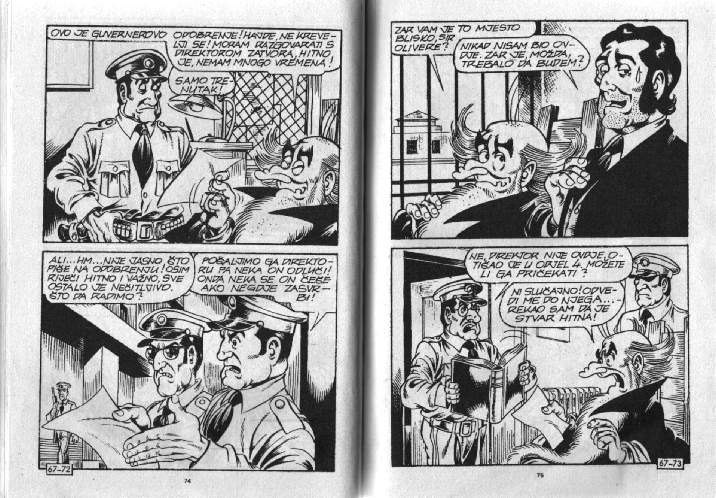 OVO JE GUVERNEROVO ODOBRENJE! HAJDE, NE KREVE-
LJI SE! MORAM RAZGOVARATI S
DIREKTOROM ZATVORA, HITNO
JE, NEMAM MNOGO VREMENA!
SAMO TRE-
NUTAK!
ALI...HM...NIJE JASNO ŠTO
PIŠE NA ODOBRENJU! OSIM
RIJEČI HITNO I VAŽNO, SVE
OSTALO JE NEČITLJIVO.
ŠTO DA RADIMO?
POŠALJIMO GA DIREKTO-
RU PA NEKA ON ODLUČI!
ONDA NEKA SE ON ČEŠE
AKO NEGDJE ZASVR-
BI!
67-72
74
ZAR VAM JE TO MJESTO
BLISKO, SIR
OLIVERE?
NIKAD NISAM BIO OV-
DJE. ZAR JE, MOŽDA,
TREBALO DA BUDEM?
NE, DIREKTOR NIJE OVDJE, O-
TIŠAO JE U ODJEL 4. MOŽETE
LI GA PRIČEKATI?
NI SLUČAJNO! ODVE-
DI ME DO NJEGA...
REKAO SAM DA JE
STVAR HITNA!
67-73
75